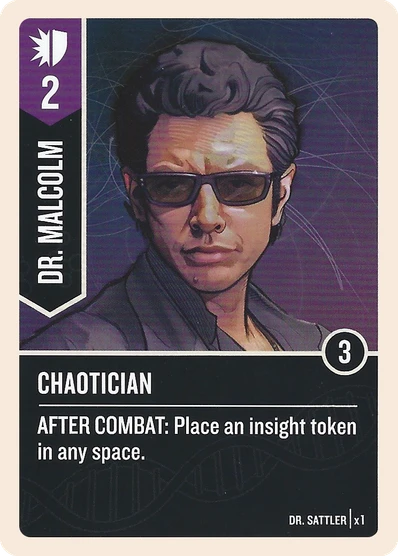 2
DR. MALCOLM
3
CHAOTICIAN
AFTER COMBAT: Place an insight token
in any space.
DR. SATTLER | x1